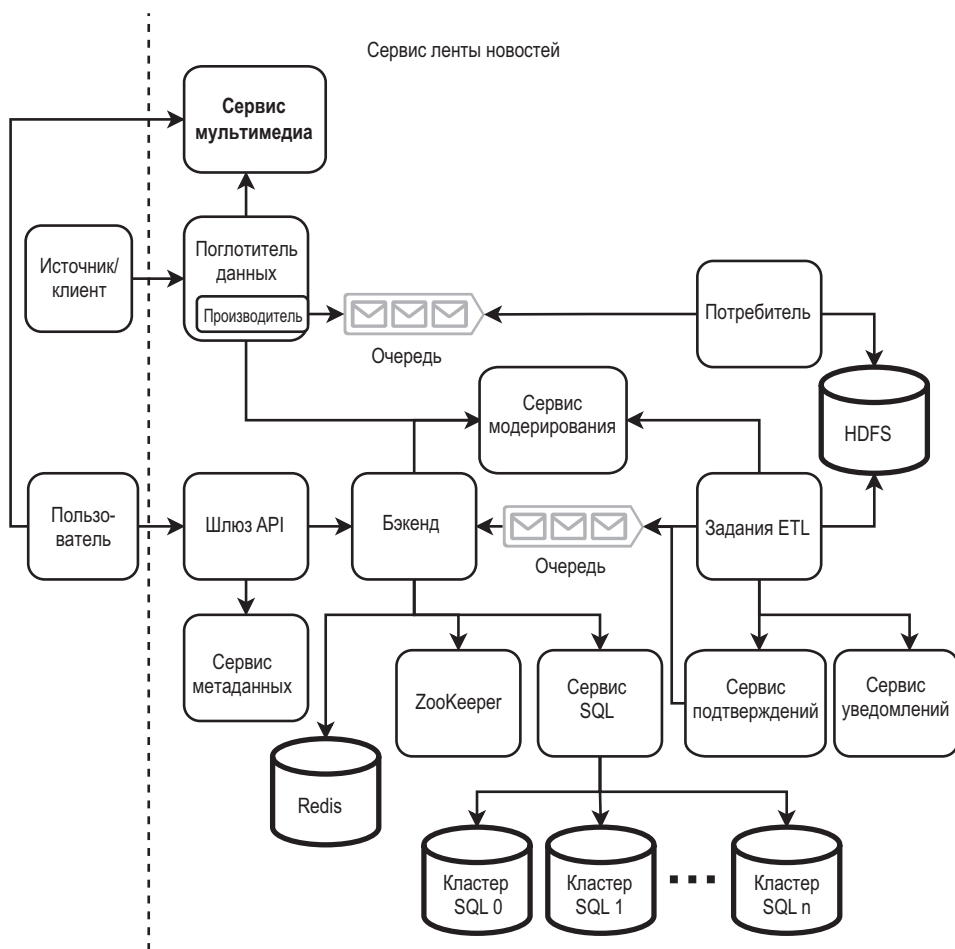 Сервис ленты новостей
Сервис
мультимедиа
Источник/
клиент
Поглотитель
данных
Производитель
Очередь
Потребитель
Сервис
модерирования
HDFS
Пользо-
ватель
Шлюз API
Бэкенд
Очередь
Задания ETL
Сервис
метаданных
ZooKeeper
Сервис
SQL
Сервис
подтверждений
Сервис
уведомлений
Redis
Кластер
SQL 0
Кластер
SQL 1
Кластер
SQL n